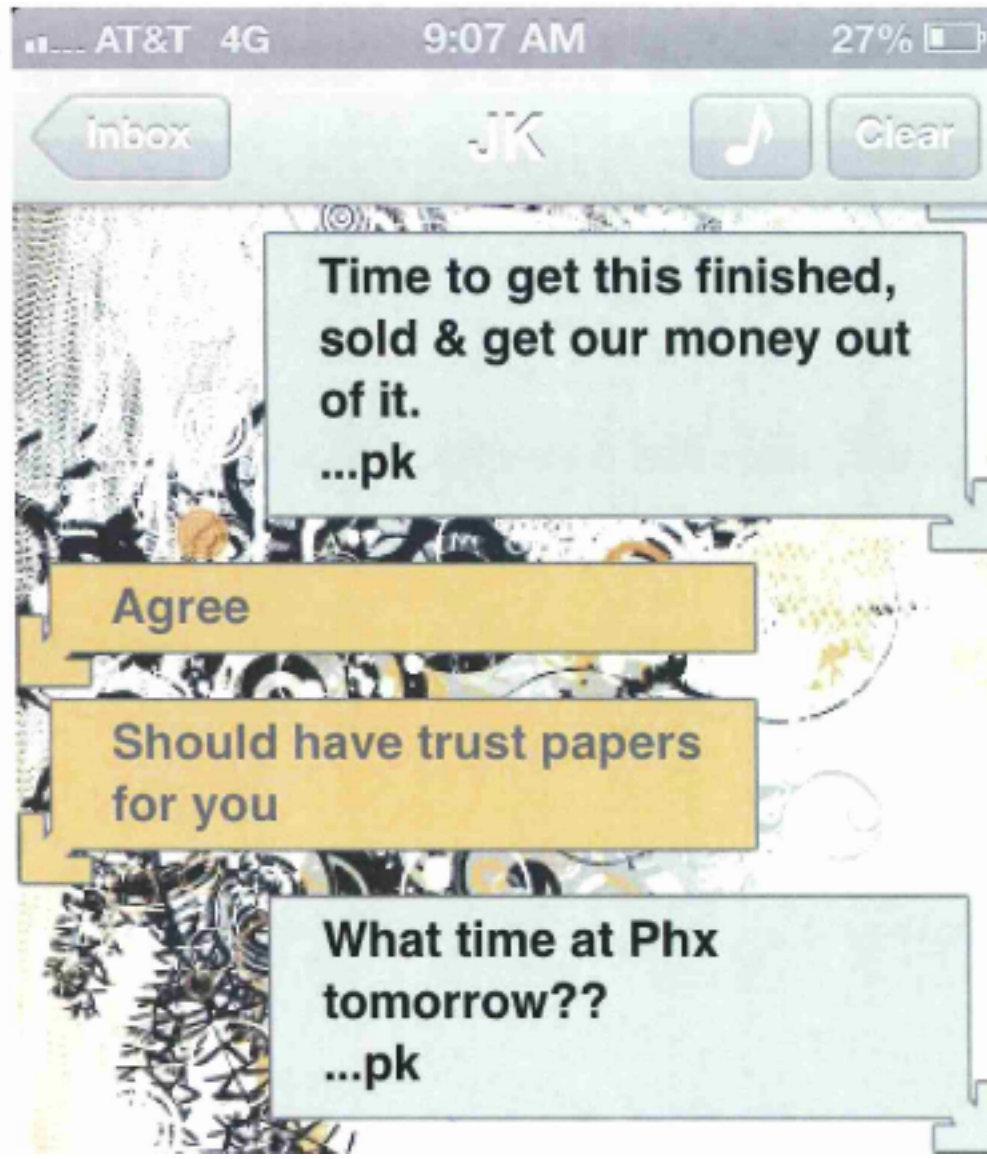 AT&T 4G 9:07 AM 27%
Inbox JK Clear
Time to get this finished,
sold & get our money out
of it.
...pk
Agree
Should have trust papers
for you
What time at Phx
tomorrow??
...pk